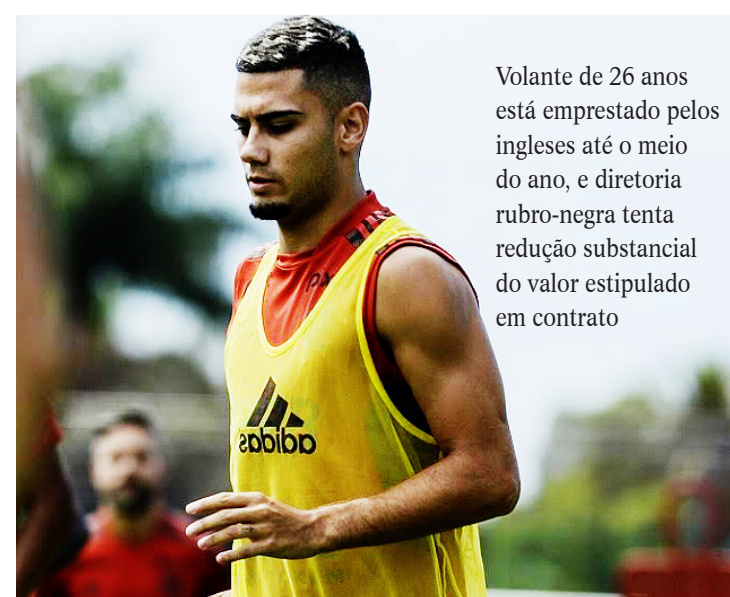 Volante de 26 anos
está emprestado pelos
ingleses até o meio
do ano, e diretoria
rubro-negra tenta
redução substancial
do valor estipulado
em contrato
adidas